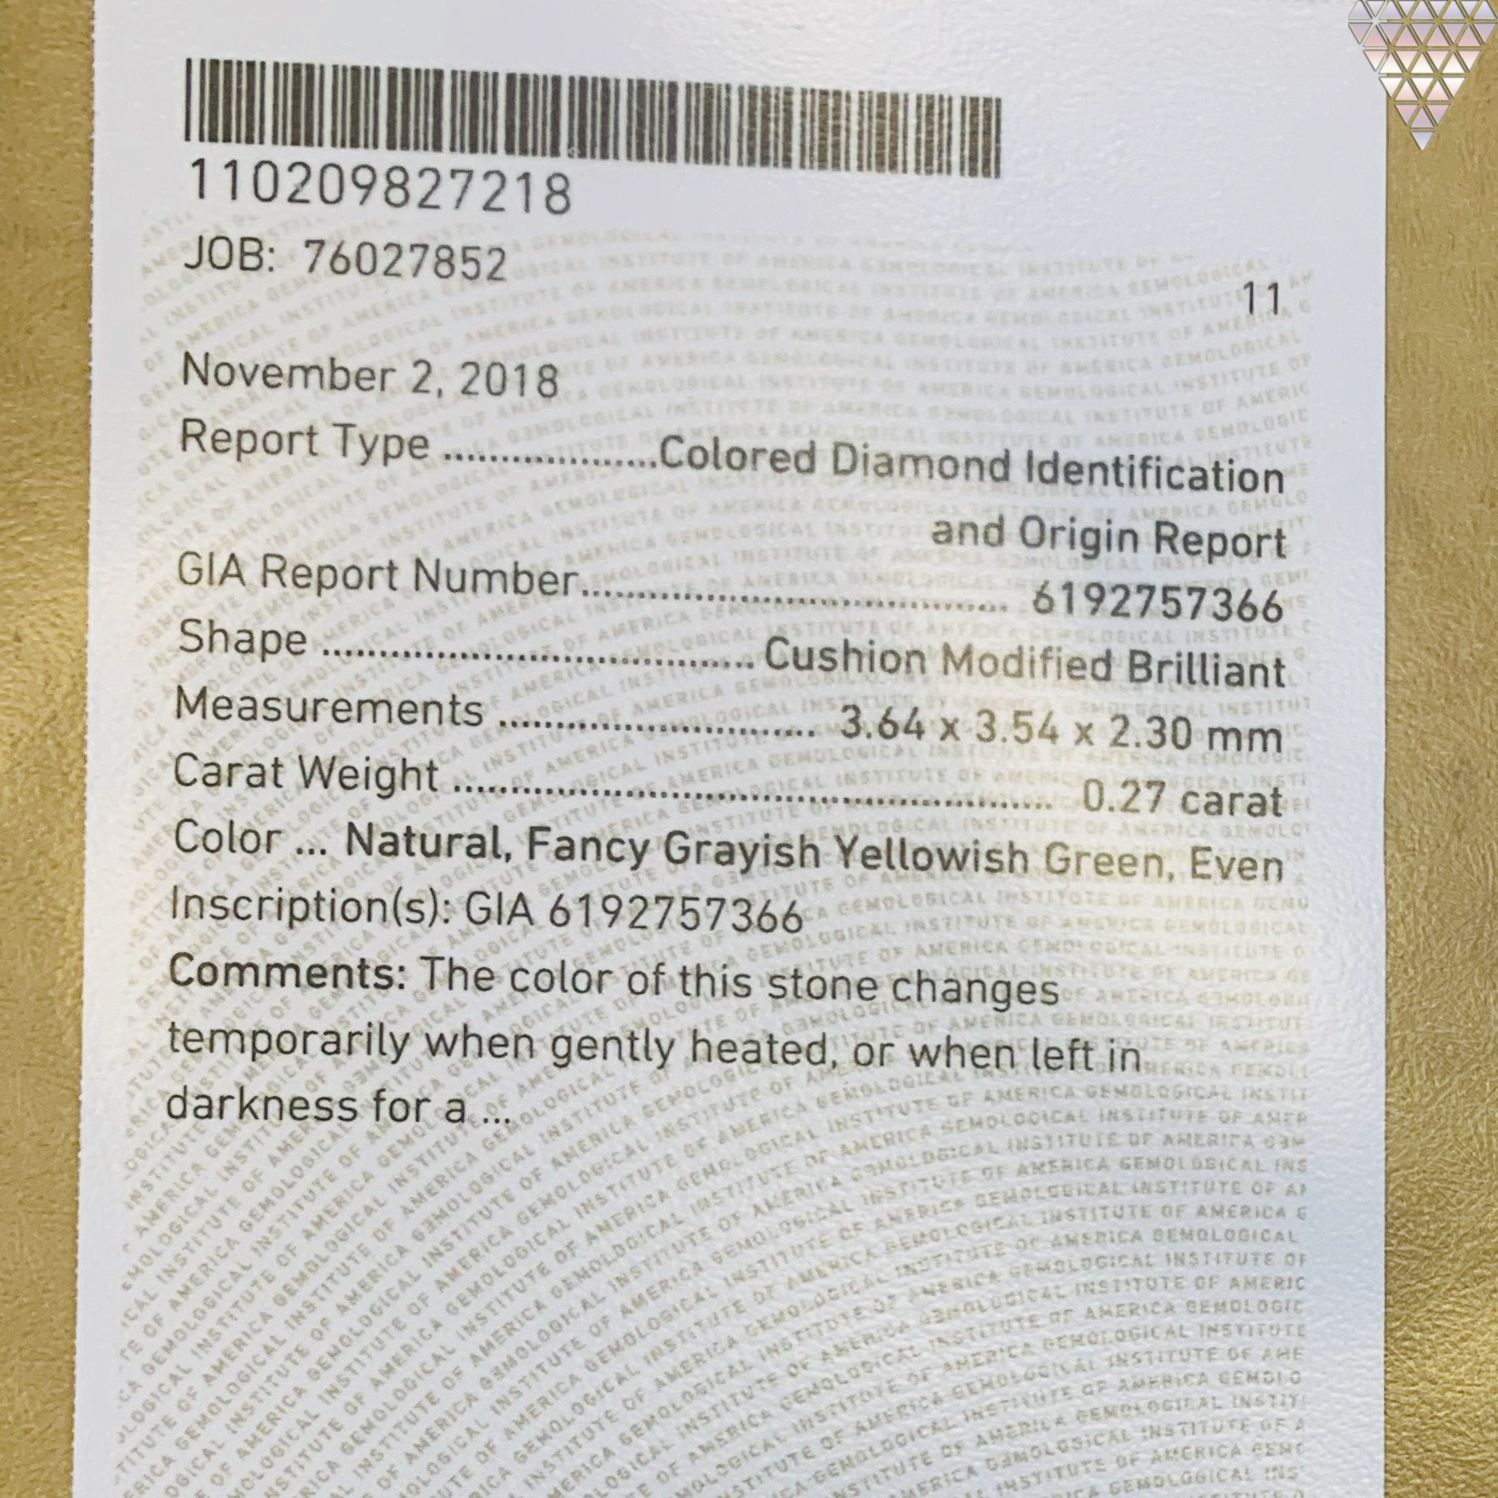 110209827218
JOB: 76027852
11
November 2, 2018
Report Type ...................Colored Diamond Identification
and Origin Report
GIA Report Number..................................... 6192757366
Shape ..................................... Cushion Modified Brilliant
Measurements ............................ 3.64 x 3.54 x 2.30 mm
Carat Weight ..................................................... 0.27 carat
Color ... Natural, Fancy Grayish Yellowish Green, Even
Inscription(s): GIA 6192757366
Comments: The color of this stone changes
temporarily when gently heated, or when left in
darkness for a ...